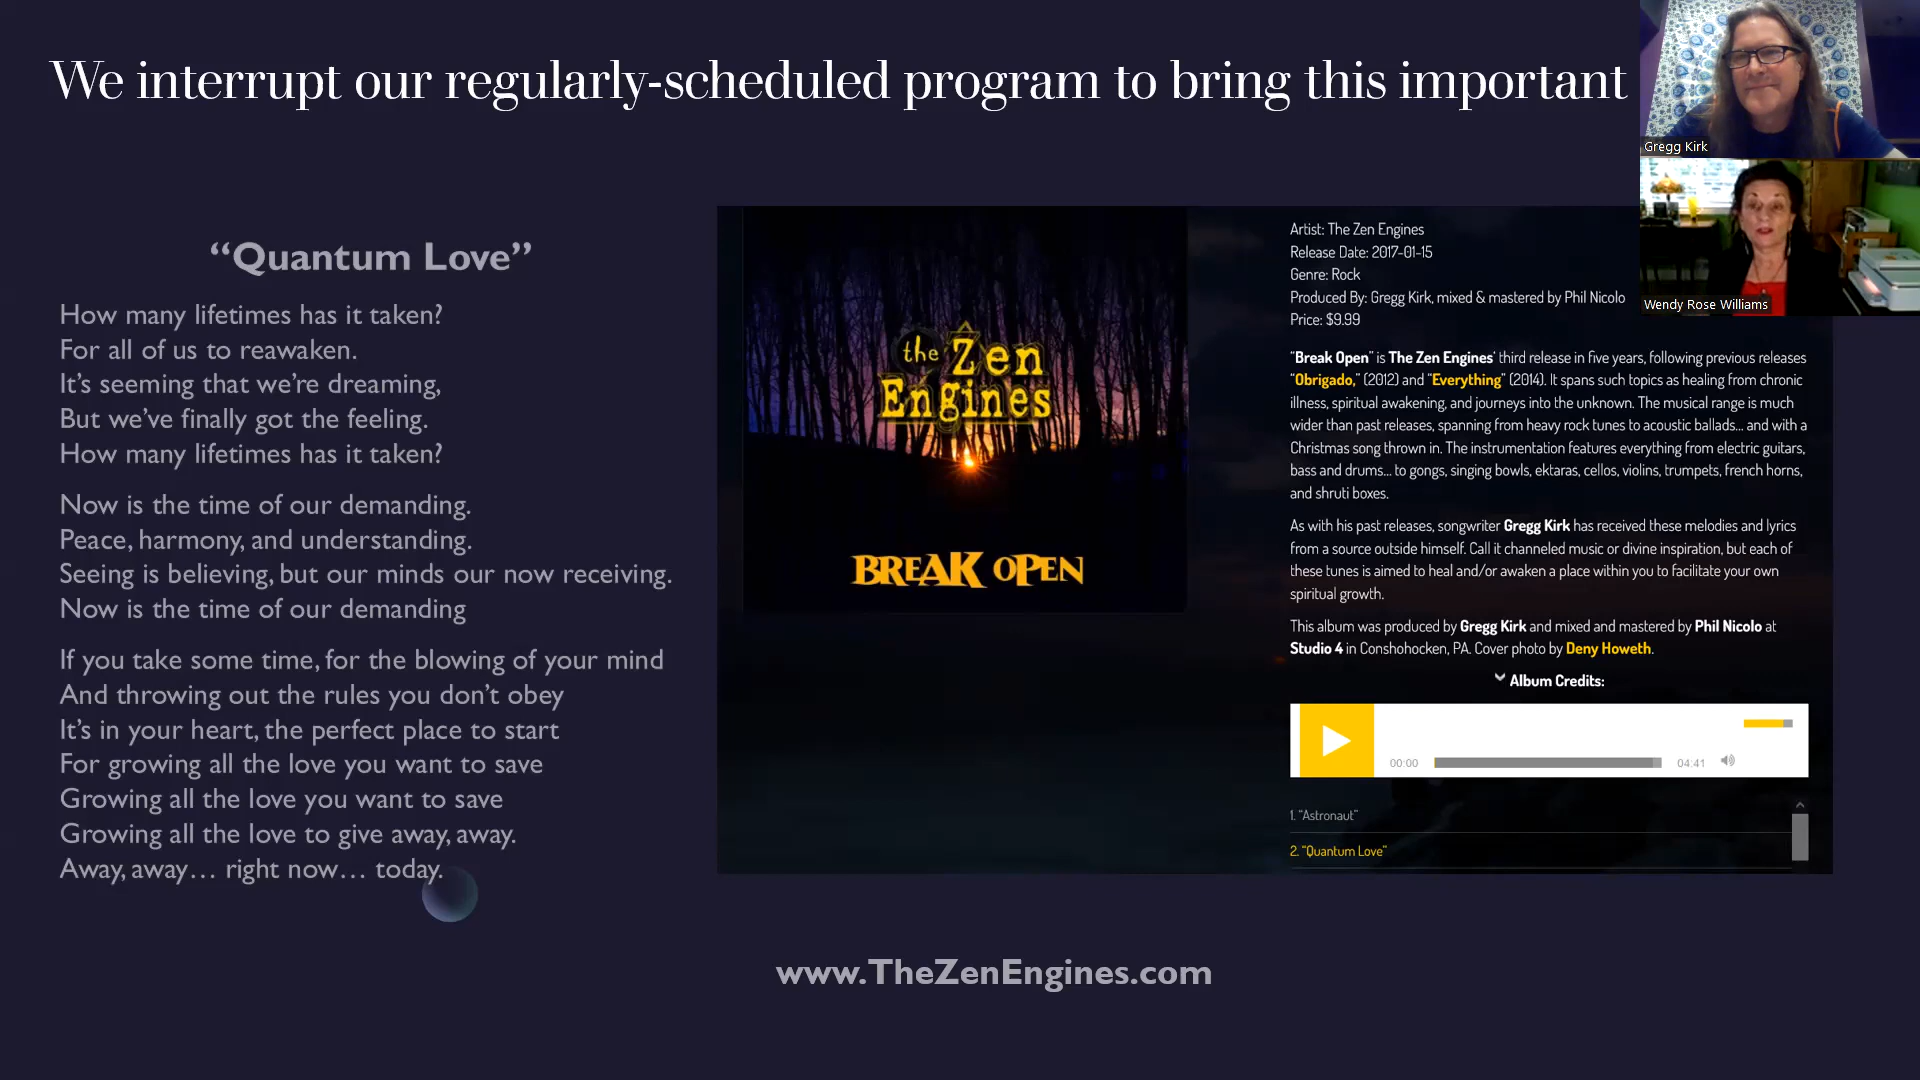 We interrupt our regularly-scheduled program to bring this important
Gregg Kirk
Wendy Rose Williams
“Quantum Love”
How many lifetimes has it taken?
For all of us to reawaken.
It’s seeming that we’re dreaming,
But we’ve finally got the feeling.
How many lifetimes has it taken?
Now is the time of our demanding.
Peace, harmony, and understanding.
Seeing is believing, but our minds our now receiving.
Now is the time of our demanding
If you take some time, for the blowing of your mind
And throwing out the rules you don’t obey
It’s in your heart, the perfect place to start
For growing all the love you want to save
Growing all the love you want to save
Growing all the love to give away, away.
Away, away… right now… today.
the Zen
Engines
BREAK OPEN
Artist: The Zen Engines
Release Date: 2017-01-15
Genre: Rock
Produced By: Gregg Kirk, mixed & mastered by Phil Nicolo
Price: $9.99
“Break Open” is The Zen Engines‘ third release in five years, following previous releases
“Obrigado,” (2012) and “Everything” (2014). It spans such topics as healing from chronic
illness, spiritual awakening, and journeys into the unknown. The musical range is much
wider than past releases, spanning from heavy rock tunes to acoustic ballads… and with a
Christmas song thrown in. The instrumentation features everything from electric guitars,
bass and drums… to gongs, singing bowls, ektaras, cellos, violins, trumpets, french horns,
and shruti boxes.
As with his past releases, songwriter Gregg Kirk has received these melodies and lyrics
from a source outside himself. Call it channeled music or divine inspiration, but each of
these tunes is aimed to heal and/or awaken a place within you to facilitate your own
spiritual growth.
This album was produced by Gregg Kirk and mixed and mastered by Phil Nicolo at
Studio 4 in Conshohocken, PA. Cover photo by Deny Howeth.
Album Credits:
00:00
04:41
1. “Astronaut”
2. “Quantum Love”
www.TheZenEngines.com